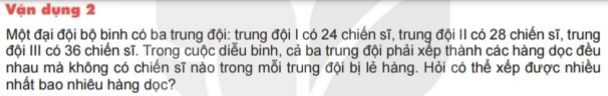 Vận dụng 2
Một đại đội bộ binh có ba trung đội: trung đội I có 24 chiến sĩ, trung đội II có 28 chiến sĩ, trung
đội III có 36 chiến sĩ. Trong cuộc diễu binh, cả ba trung đội phải xếp thành các hàng dọc đều
nhau mà không có chiến sĩ nào trong mỗi trung đội bị lẻ hàng. Hỏi có thể xếp được nhiều
nhất bao nhiêu hàng dọc?